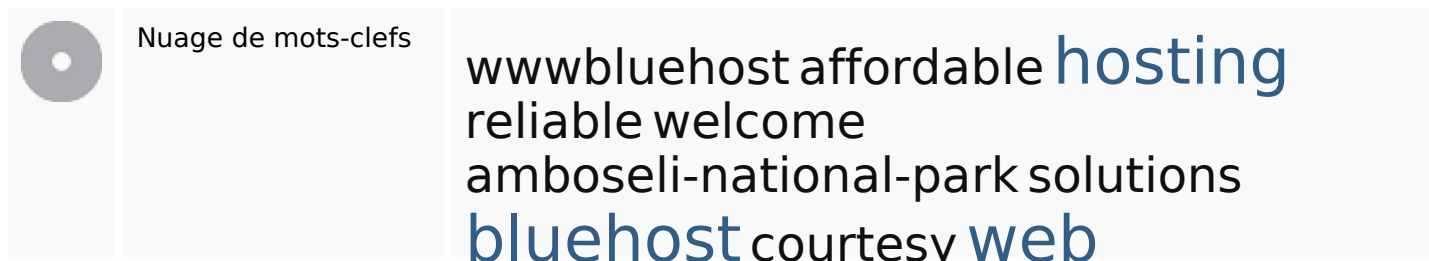 Nuage de mots-clefs
wwwbluehost affordable hosting
reliable welcome
amboseli-national-park solutions
bluehost courtesy web